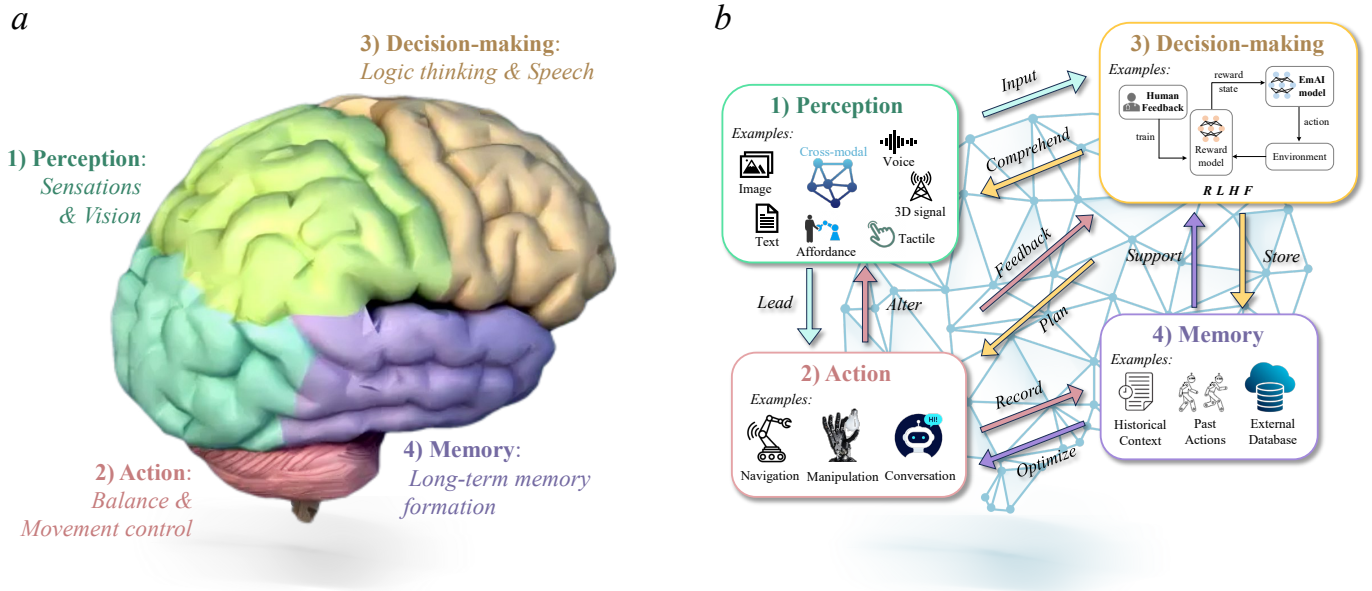 a
3) Decision-making:
Logic thinking & Speech
1) Perception:
Sensations
& Vision
2) Action:
Balance &
Movement control
4) Memory:
Long-term memory
formation
b
1) Perception
Examples:
Image
Cross-modal
Voice
3D signal
Text
Affordance
Tactile
Input
Comprehend
3) Decision-making
Examples:
Human
Feedback
reward
state
EmAI
model
train
Reward
model
action
Environment
RLHF
Lead
Alter
Feedback
Plan
Support
Store
2) Action
Examples:
Navigation
Manipulation
HI!
Conversation
Record
Optimize
4) Memory
Examples:
Historical
Context
Past
Actions
External
Database